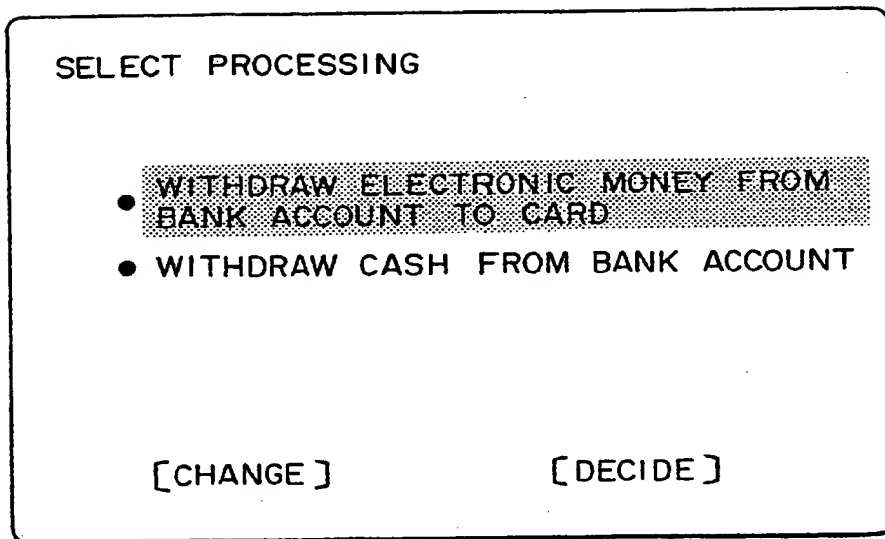 SELECT PROCESSING
• WITHDRAW ELECTRONIC MONEY FROM
BANK ACCOUNT TO CARD
• WITHDRAW CASH FROM BANK ACCOUNT
[CHANGE] [DECIDE]